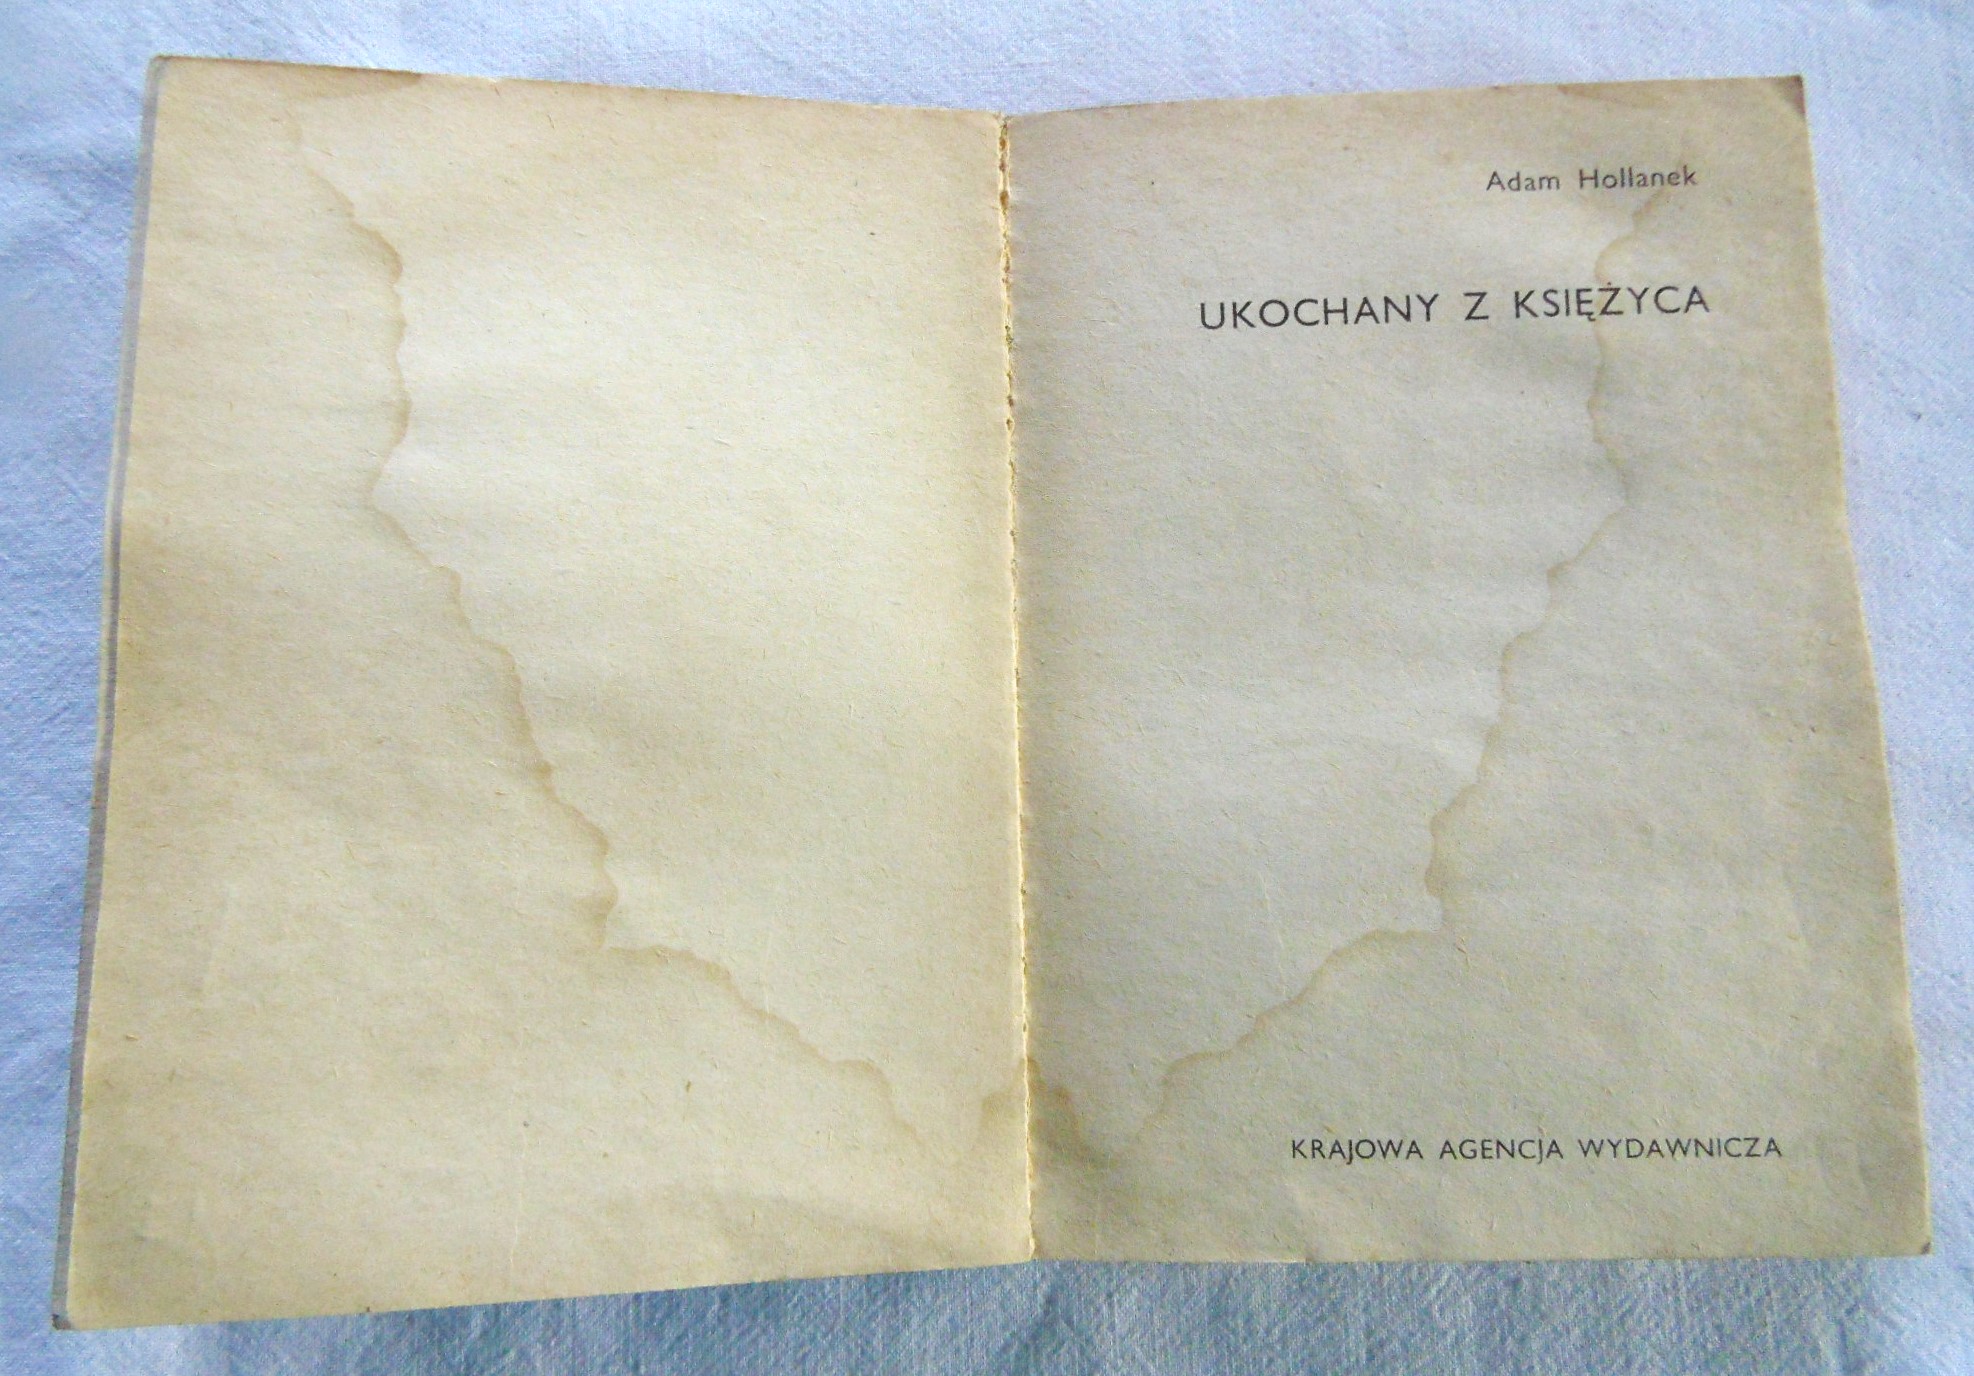 Adam Hollanek
UKOCHANY Z KSIĘŻYCA
KRAJOWA AGENCJA WYDAWNICZA